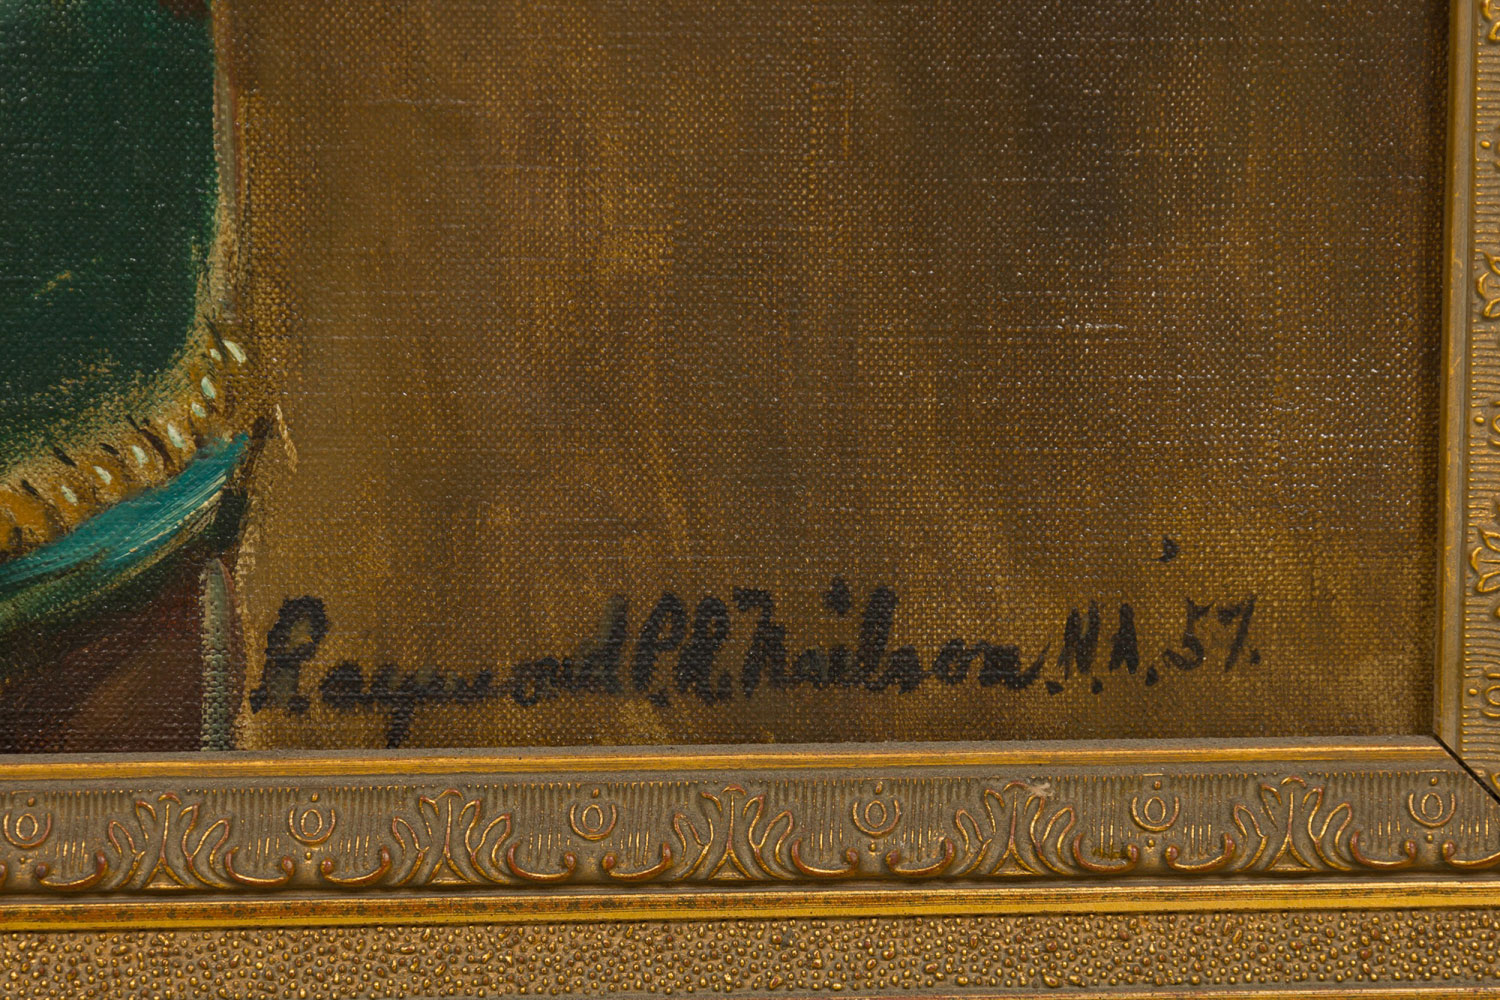 Raymond P.R. Neilson. N.A. '57.